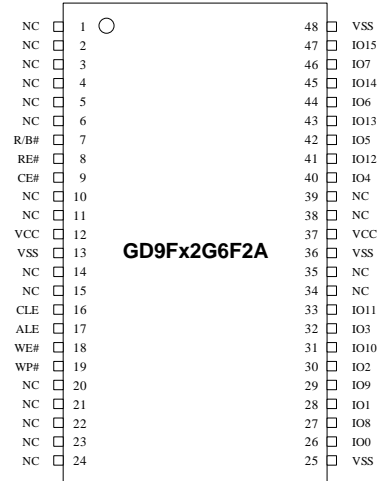 NC 1 48 VSS
NC 2 47 IO15
NC 3 46 IO7
NC 4 45 IO14
NC 5 44 IO6
NC 6 43 IO13
R/B# 7 42 IO5
RE# 8 41 IO12
CE# 9 40 IO4
NC 10 39 NC
NC 11 38 NC
VCC 12 37 VCC
VSS 13 GD9Fx2G6F2A 36 VSS
NC 14 35 NC
NC 15 34 NC
CLE 16 33 IO11
ALE 17 32 IO3
WE# 18 31 IO10
WP# 19 30 IO2
NC 20 29 IO9
NC 21 28 IO1
NC 22 27 IO8
NC 23 26 IO0
NC 24 25 VSS